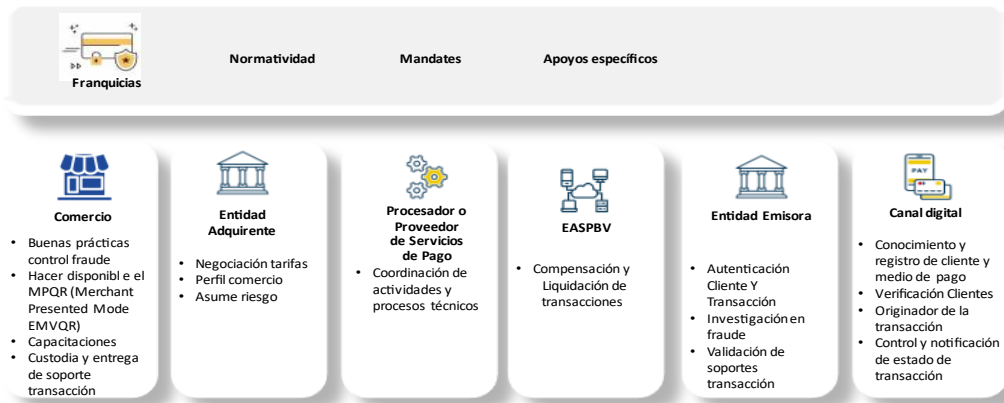 Normatividad
Mandates
Apoyos específicos
Franquicias
PAY
Comercio
• Buenas prácticas
control fraude
• Hacer disponibl e el
MPQR (Merchant
Presented Mode
EMVQR)
• Capacitaciones
• Custodia y entrega
de soporte
transacción
Entidad
Adquirente
• Negociación tarifas
• Perfil comercio
• Asume riesgo
Procesador o
Proveedor
de Servicios
de Pago
• Coordinación de
actividades y
procesos técnicos
EASPBV
• Compensación y
Liquidación de
transacciones
Entidad Emisora
• Autenticación
Cliente Y
Transacción
• Investigación en
fraude
• Validación de
soportes
transacción
Canal digital
• Conocimiento y
registro de cliente y
medio de pago
• Verificación Clientes
• Originador de la
transacción
• Control y notificación
de estado de
transacción